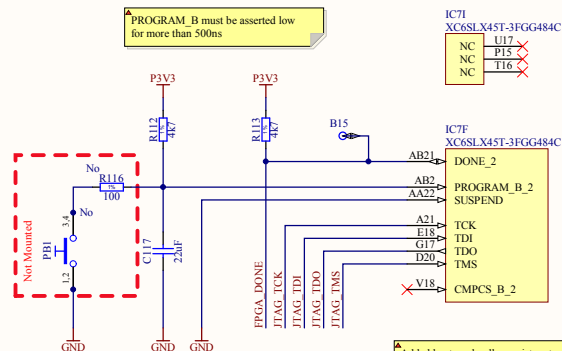 PROGRAM_B must be asserted low
for more than 500ns
IC7I
XC6SLX45T-3FGG484C
NC U17
NC P15
NC T16
P3V3
P3V3
R112
1%
4k7
R113
1%
4k7
B15
IC7F
XC6SLX45T-3FGG484C
AB21 DONE_2
AB2 PROGRAM_B_2
AA22 SUSPEND
A21 TCK
E18 TDI
G17 TDO
D20 TMS
V18 CMPCS_B_2
No
R116
1%
100
No
3,4
PB1
1,2
Not Mounted
C117
22uF
FPGA_DONE
JTAG_TCK
JTAG_TDI
JTAG_TDO
JTAG_TMS
GND
GND
GND